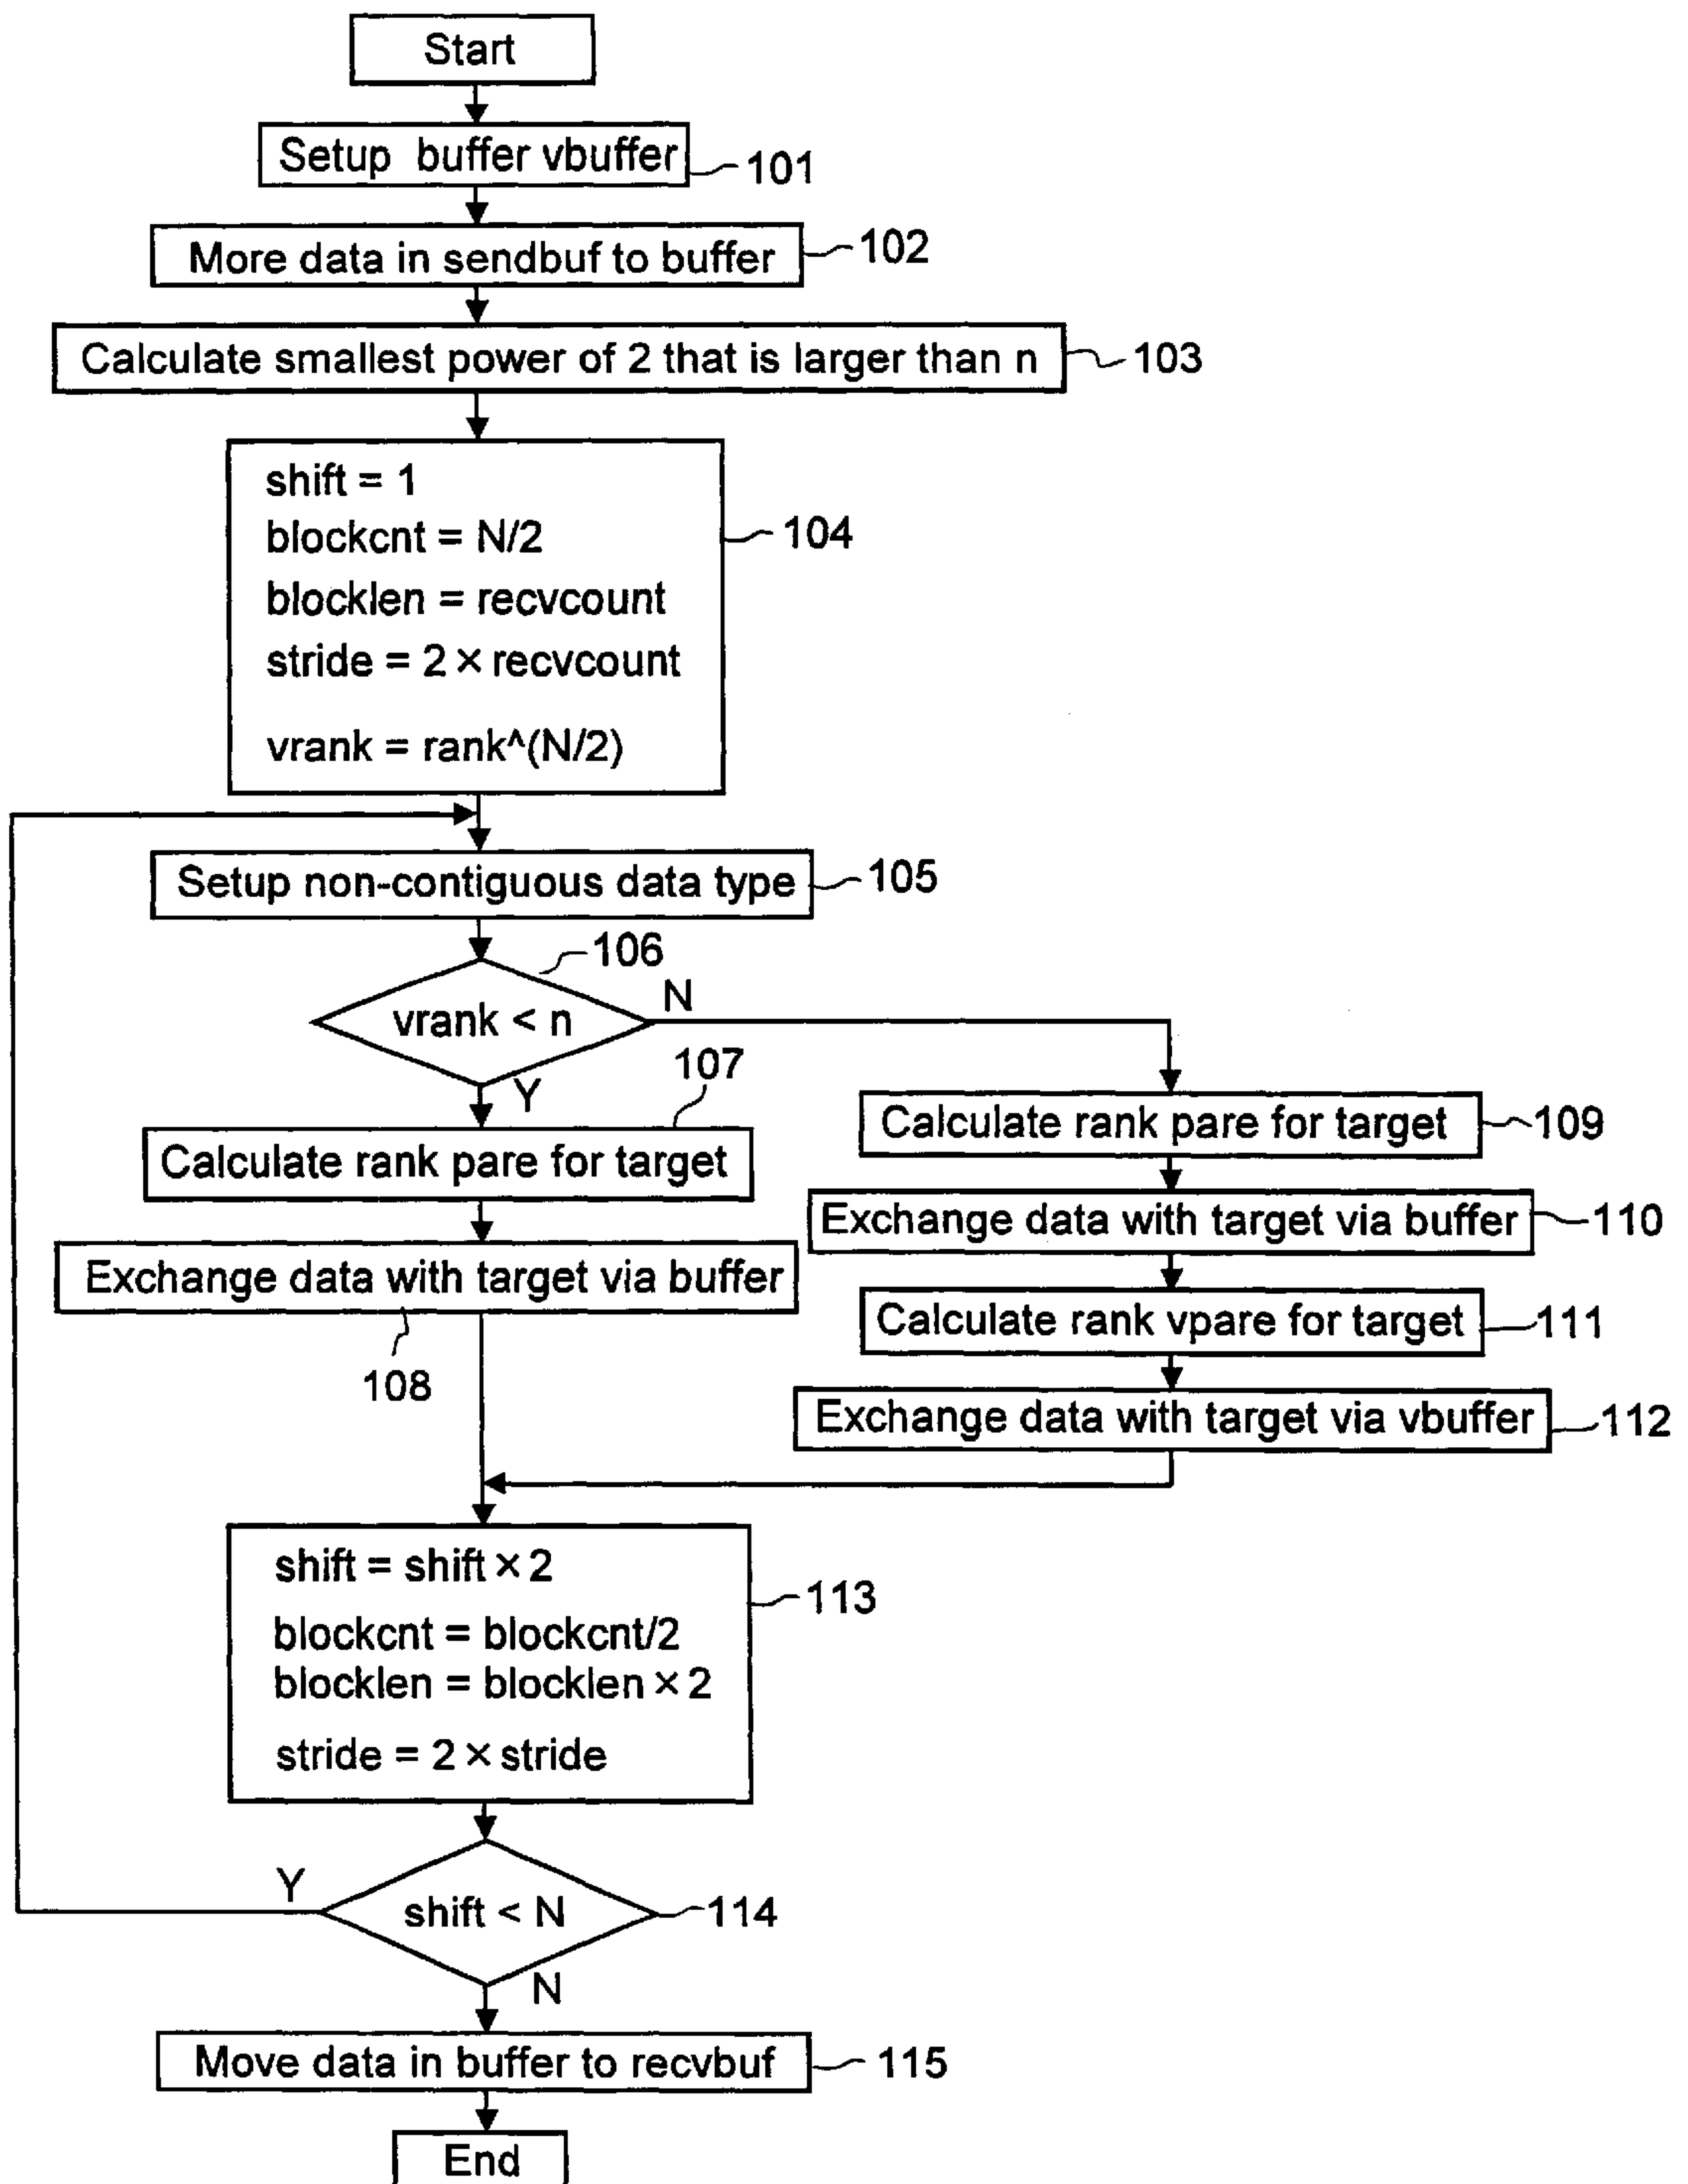 Start
Setup buffer vbuffer
101
More data in sendbuf to buffer
102
Calculate smallest power of 2 that is larger than n
103
shift = 1
blockcnt = N/2
104
blocklen = recvcount
stride = 2 × recvcount
vrank = rank^(N/2)
Setup non-contiguous data type
105
106
vrank < n
N
Y
107
Calculate rank pare for target
109
Calculate rank pare for target
Exchange data with target via buffer
110
Exchange data with target via buffer
108
Calculate rank vpare for target
111
Exchange data with target via vbuffer
112
shift = shift × 2
113
blockcnt = blockcnt/2
blocklen = blocklen × 2
stride = 2 × stride
Y
shift < N
114
N
Move data in buffer to recvbuf
115
End